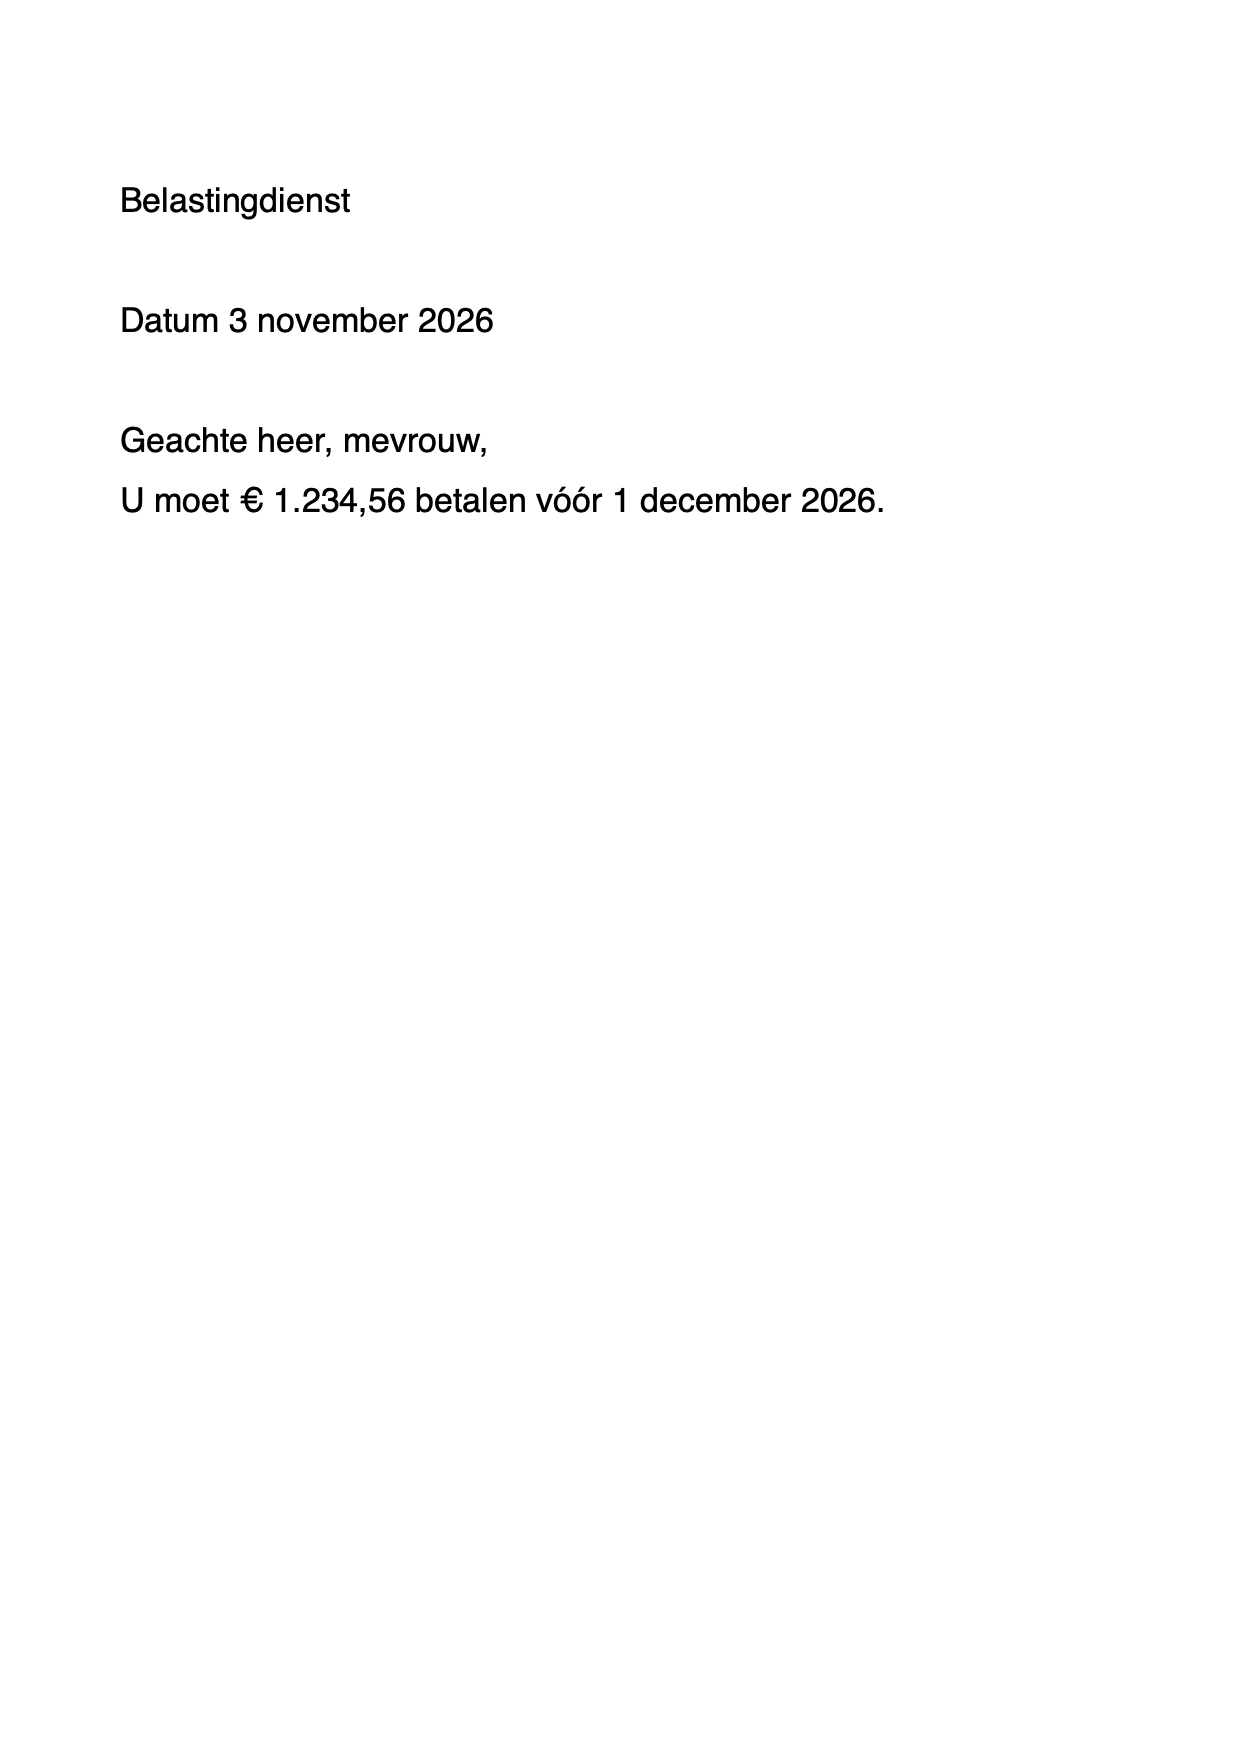 Belastingdienst
Datum 3 november 2026
Geachte heer, mevrouw,
U moet € 1.234,56 betalen vóór 1 december 2026.